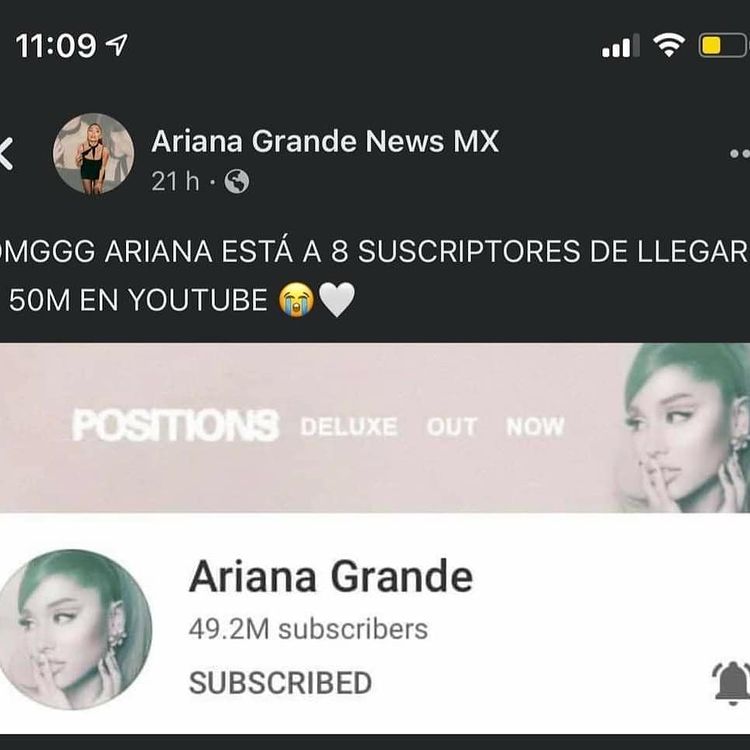 11:09
Ariana Grande News MX
21 h ·
OMGGG ARIANA ESTÁ A 8 SUSCRIPTORES DE LLEGAR
50M EN YOUTUBE 😭🤍
POSITIONS DELUXE OUT NOW
Ariana Grande
49.2M subscribers
SUBSCRIBED